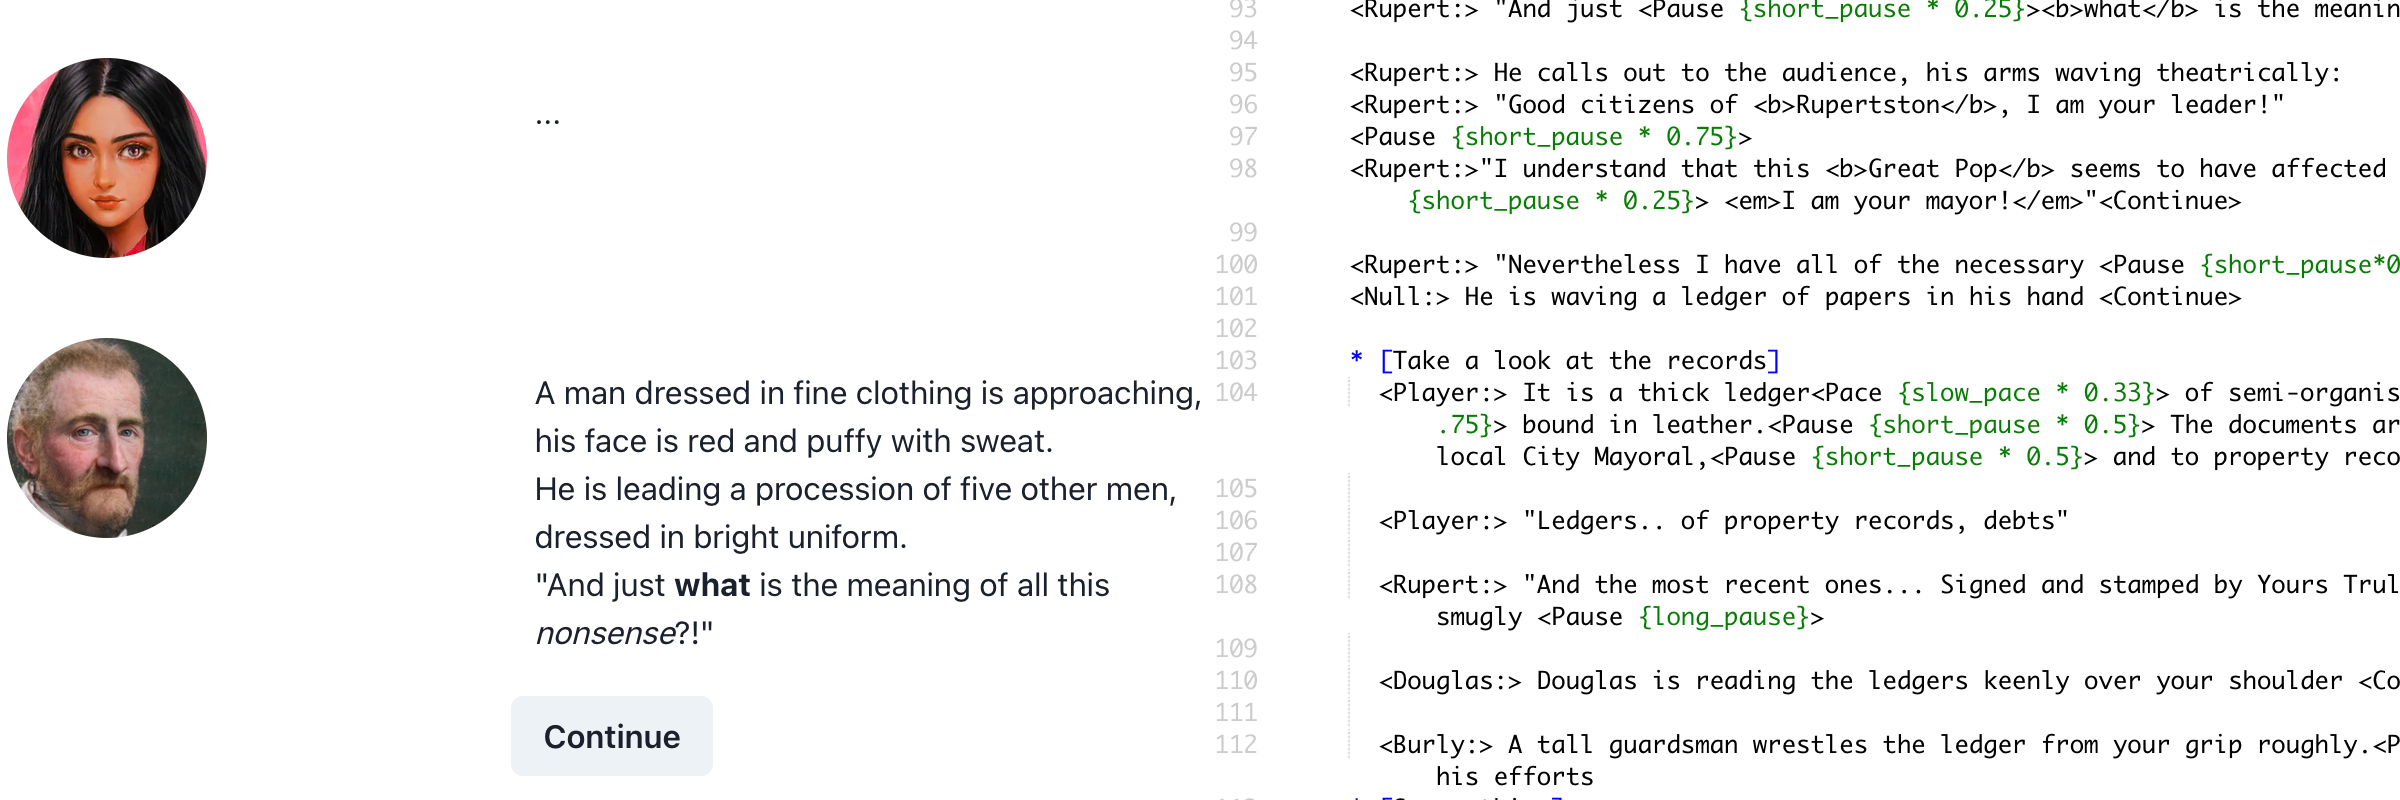 ...
A man dressed in fine clothing is approaching,
his face is red and puffy with sweat.
He is leading a procession of five other men,
dressed in bright uniform.
"And just what is the meaning of all this
nonsense?!"
Continue
93 <Rupert:> "And just <Pause {short_pause * 0.25}><b>what</b> is the
94
95 <Rupert:> He calls out to the audience, his arms waving theatrically:
96 <Rupert:> "Good citizens of <b>Rupertston</b>, I am your leader!"
97 <Pause {short_pause * 0.75}>
98 <Rupert:>"I understand that this <b>Great Pop</b> seems to have affected
{short_pause * 0.25}> <em>I am your mayor!</em>"<Continue>
99
100 <Rupert:> "Nevertheless I have all of the necessary <Pause {short_pause*0
101 <Null:> He is waving a ledger of papers in his hand <Continue>
102
103 * [Take a look at the records]
104 <Player:> It is a thick ledger<Pace {slow_pace * 0.33}> of semi-organis
.75}> bound in leather.<Pause {short_pause * 0.5}> The documents ar
local City Mayoral,<Pause {short_pause * 0.5}> and to property reco
105
106 <Player:> "Ledgers.. of property records, debts"
107
108 <Rupert:> "And the most recent ones... Signed and stamped by Yours Trul
smugly <Pause {long_pause}>
109
110 <Douglas:> Douglas is reading the ledgers keenly over your shoulder <Co
111
112 <Burly:> A tall guardsman wrestles the ledger from your grip roughly.<P
his efforts